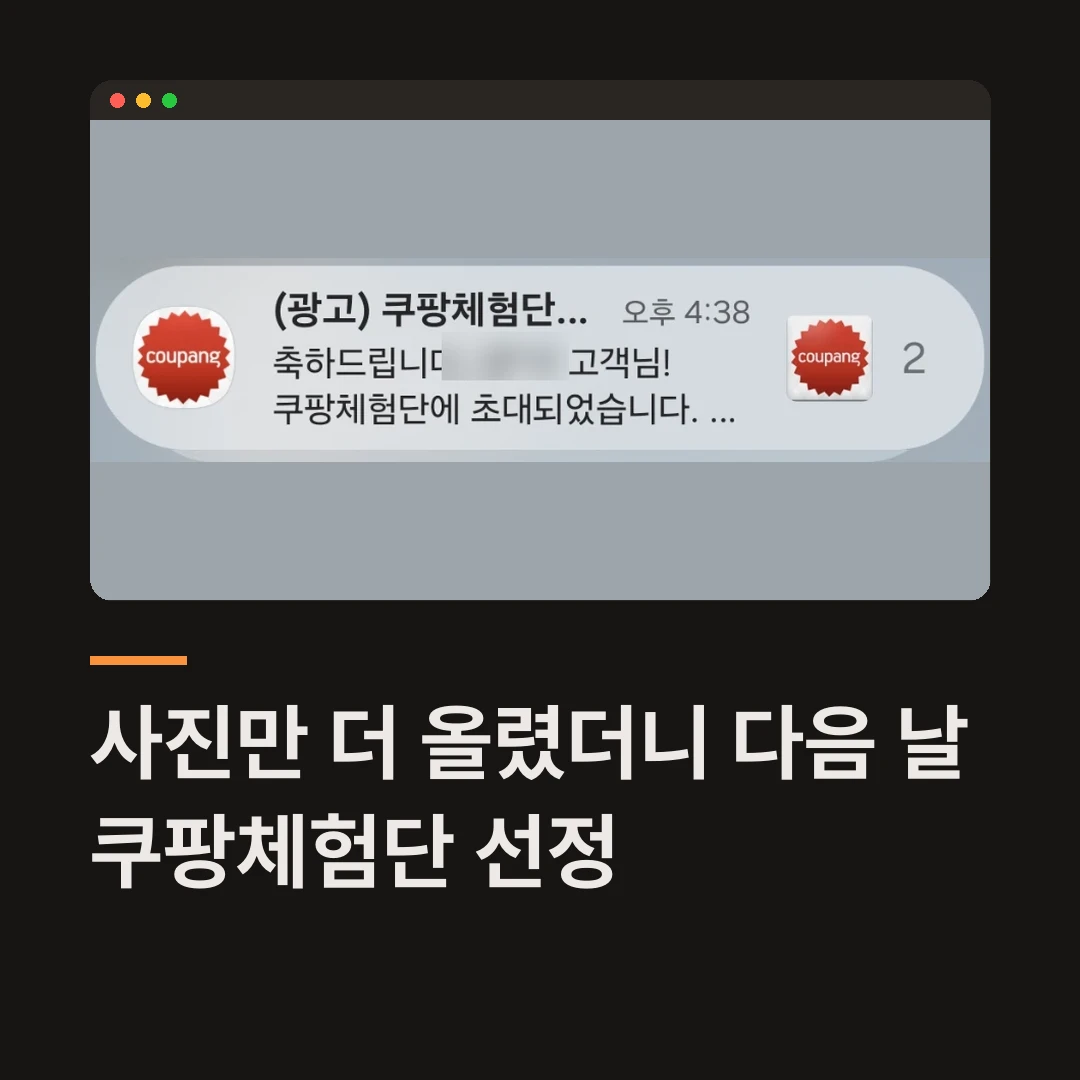 (광고) 쿠팡체험단... 오후 4:38
coupang
축하드립니다 고객님!
coupang
2
쿠팡체험단에 초대되었습니다. ...
사진만 더 올렸더니 다음 날
쿠팡체험단 선정